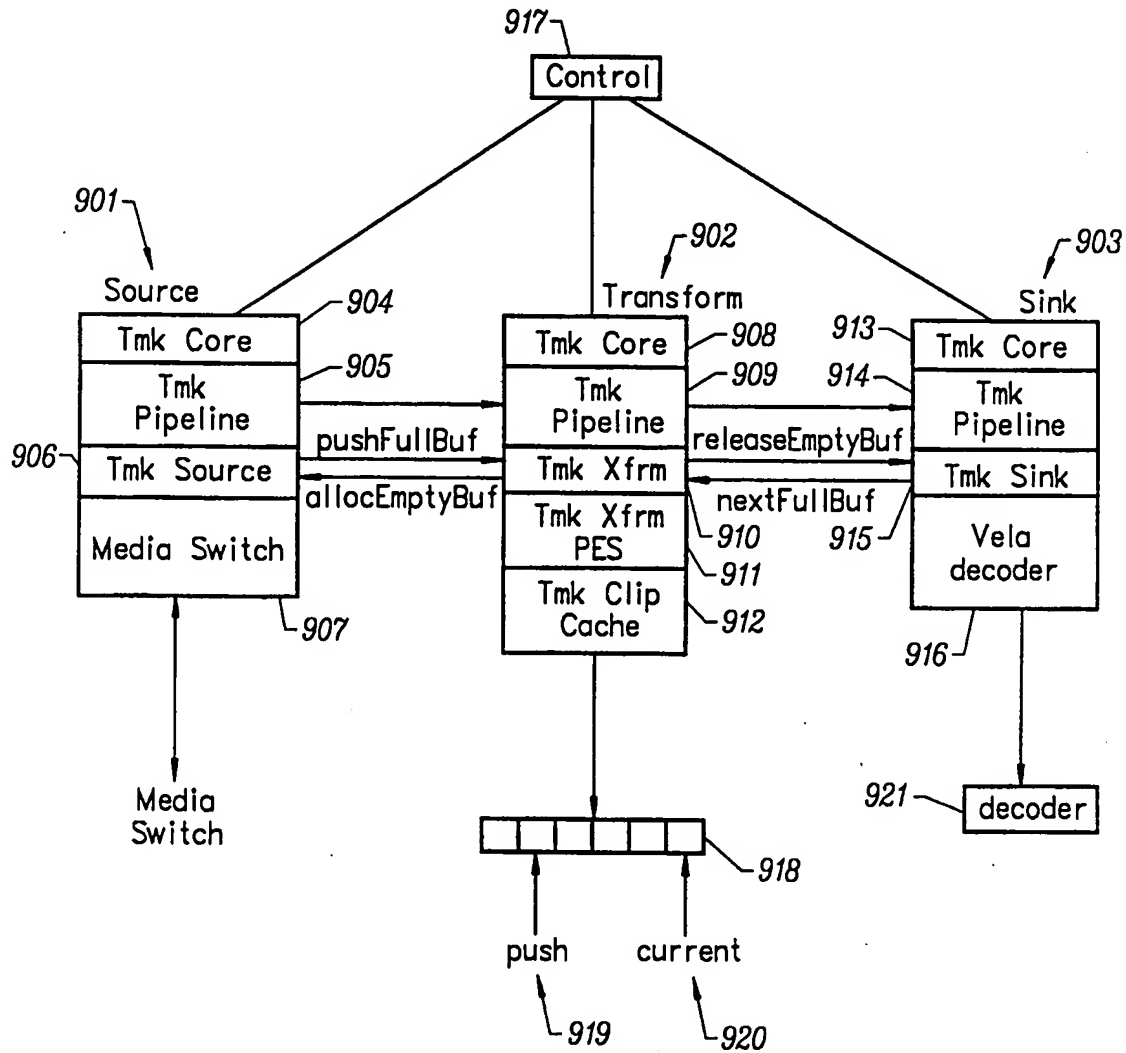 917
Control
901
902
903
Source
Transform
Sink
904
Tmk Core
Tmk Core
908
913
Tmk Core
905
Tmk
Pipeline
Tmk
Pipeline
909
914
Tmk
Pipeline
pushFullBuf
releaseEmptyBuf
906
Tmk Source
Tmk Xfrm
Tmk Sink
allocEmptyBuf
nextFullBuf
910
915
Media Switch
Tmk Xfrm
PES
911
Vela
decoder
Tmk Clip
Cache
912
907
916
Media
Switch
921
decoder
918
push
current
919
920